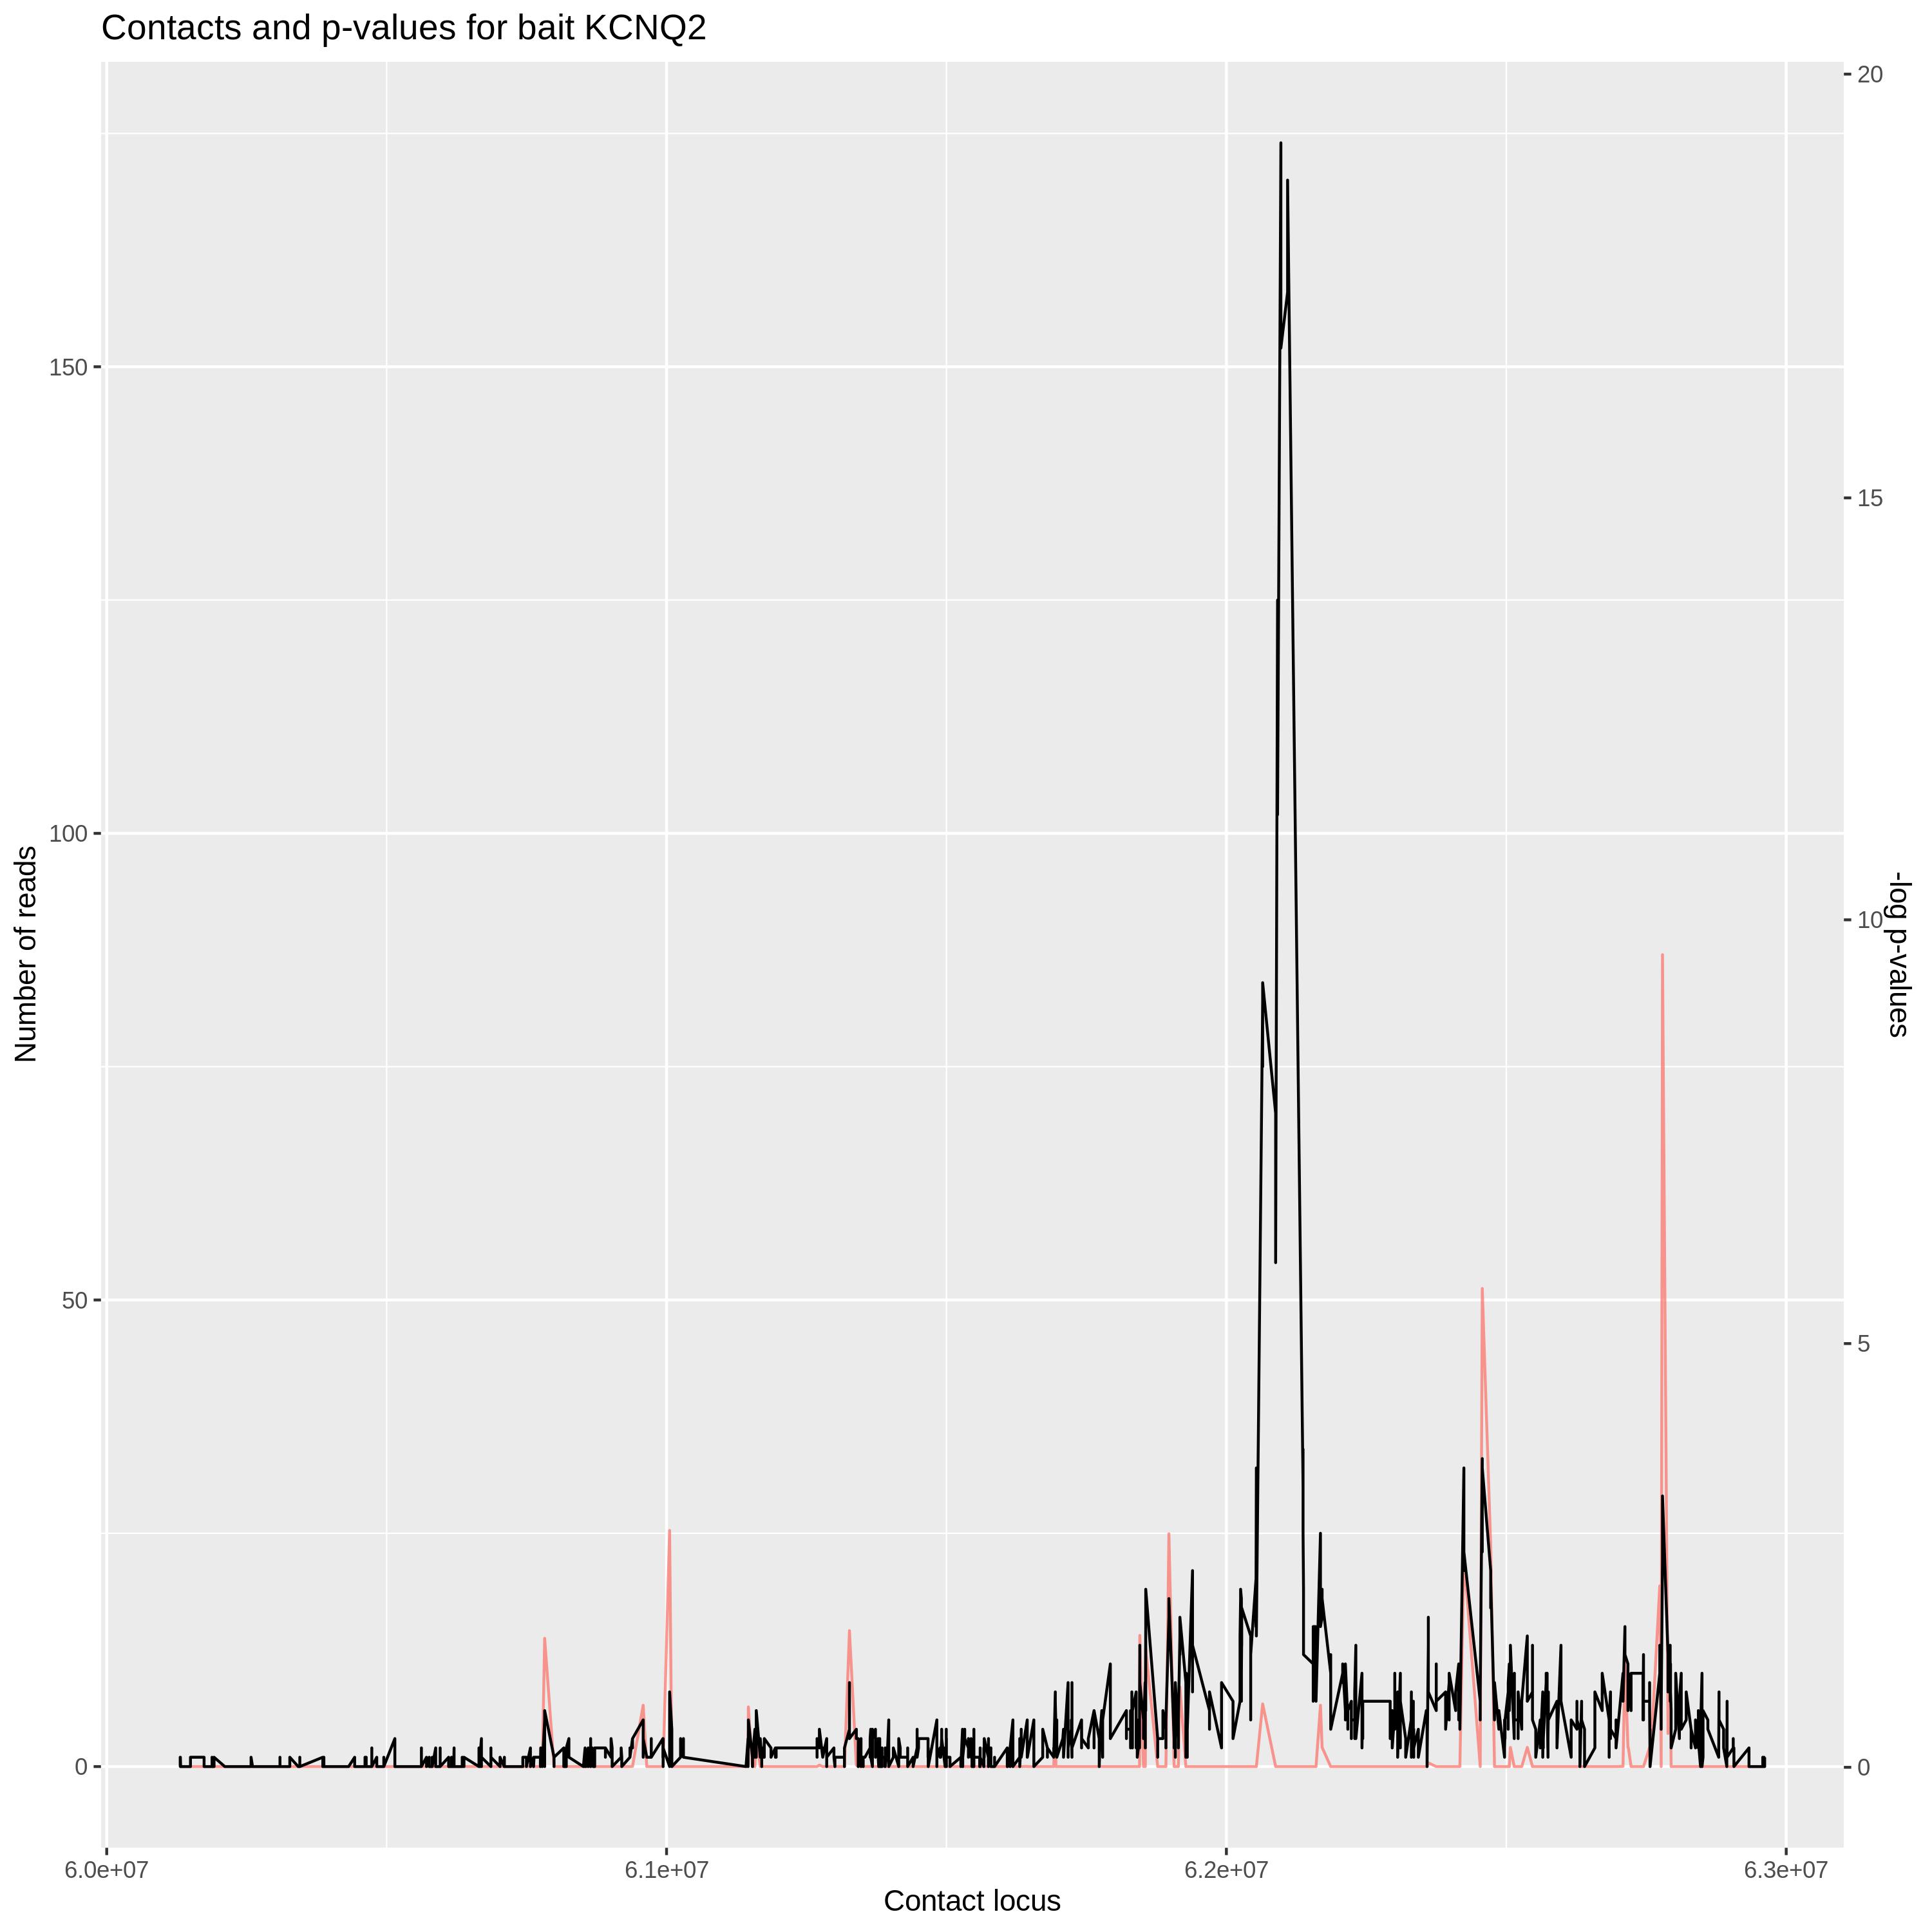 Contacts and p-values for bait KCNQ2
20
150
15
100
10
50
5
0
0
Number of reads
-log p-values
6.0e+07
6.1e+07
6.2e+07
6.3e+07
Contact locus